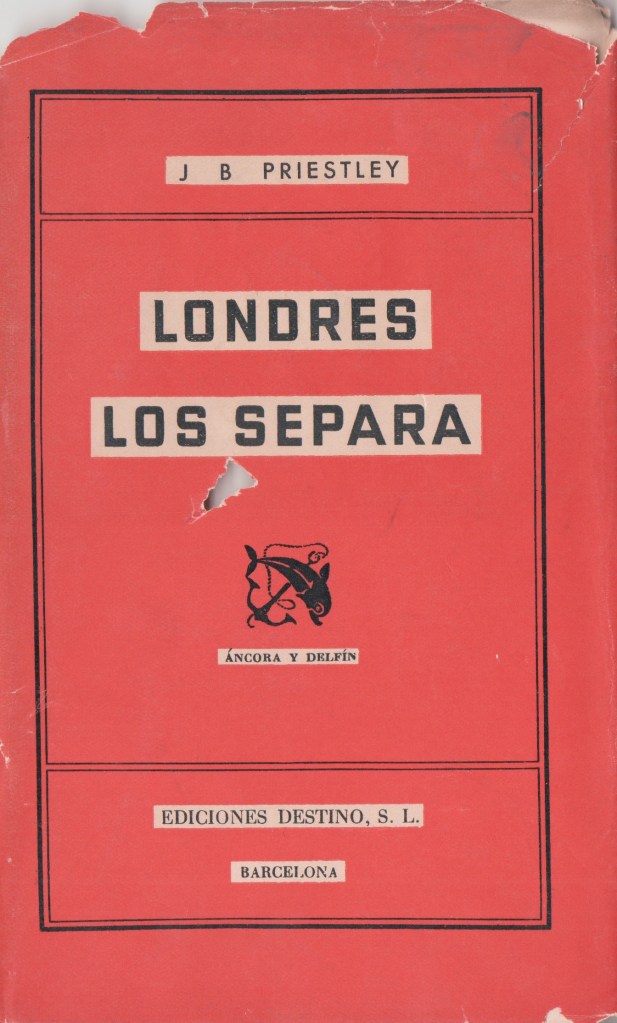 J B PRIESTLEY
LONDRES
LOS SEPARA
ÁNCORA Y DELFÍN
EDICIONES DESTINO, S. L.
BARCELONA